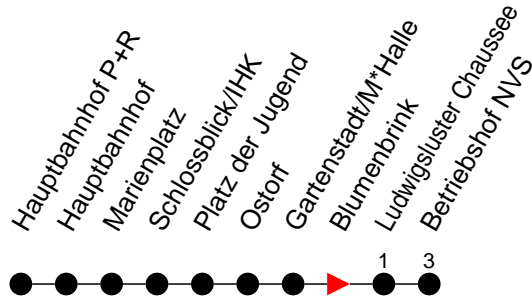 Hauptbahnhof P+R
Hauptbahnhof
Marienplatz
Schlossblick/IHK
Platz der Jugend
Ostorf
Gartenstadt/M*Halle
Blumenbrink
Ludwigsluster Chaussee
Betriebshof NVS
1
3